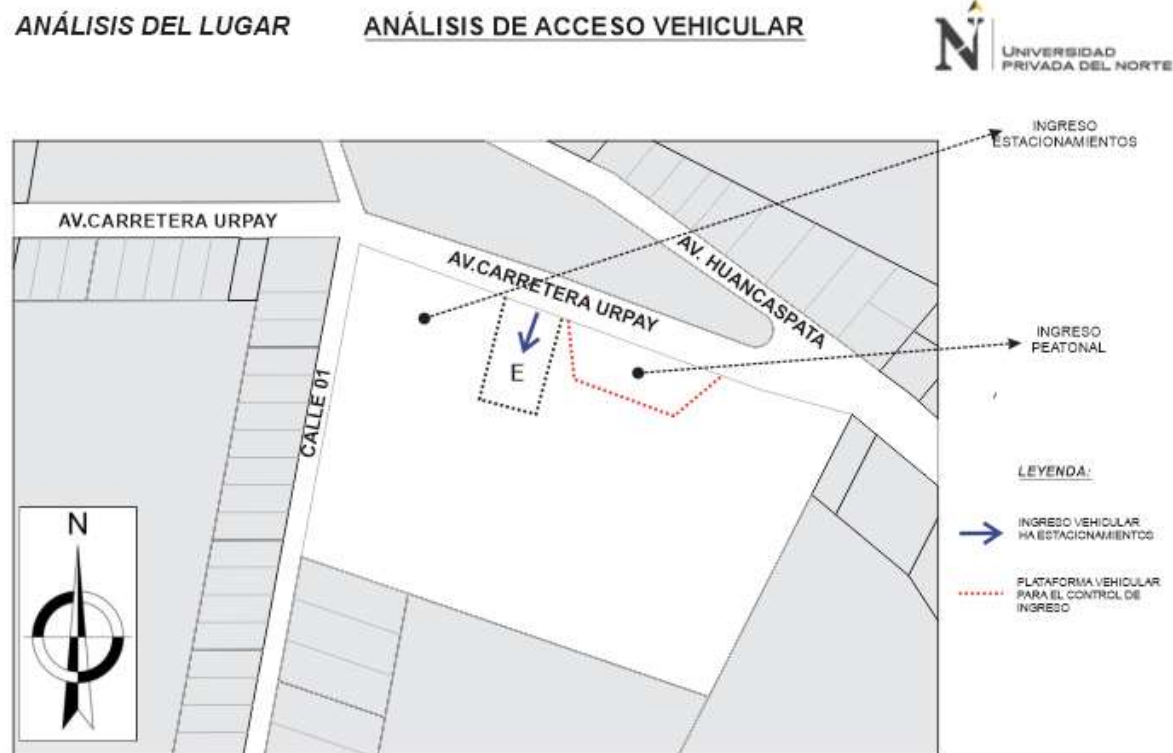 ANÁLISIS DEL LUGAR
ANÁLISIS DE ACCESO VEHICULAR
N
UNIVERSIDAD
PRIVADA DEL NORTE
INGRESO
ESTACIONAMIENTOS
AV.CARRETERA URPAY
AV.CARRETERA URPAY
AV. HUANCASPATA
E
INGRESO
PEATONAL
CALLE 01
LEYENDA:
N
INGRESO VEHICULAR
HA ESTACIONAMIENTOS
PLATAFORMA VEHICULAR
PARA EL CONTROL DE
INGRESO